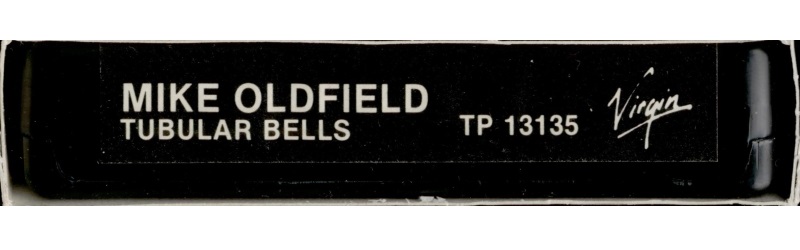 MIKE OLDFIELD
TUBULAR BELLS
TP 13135
Virgin